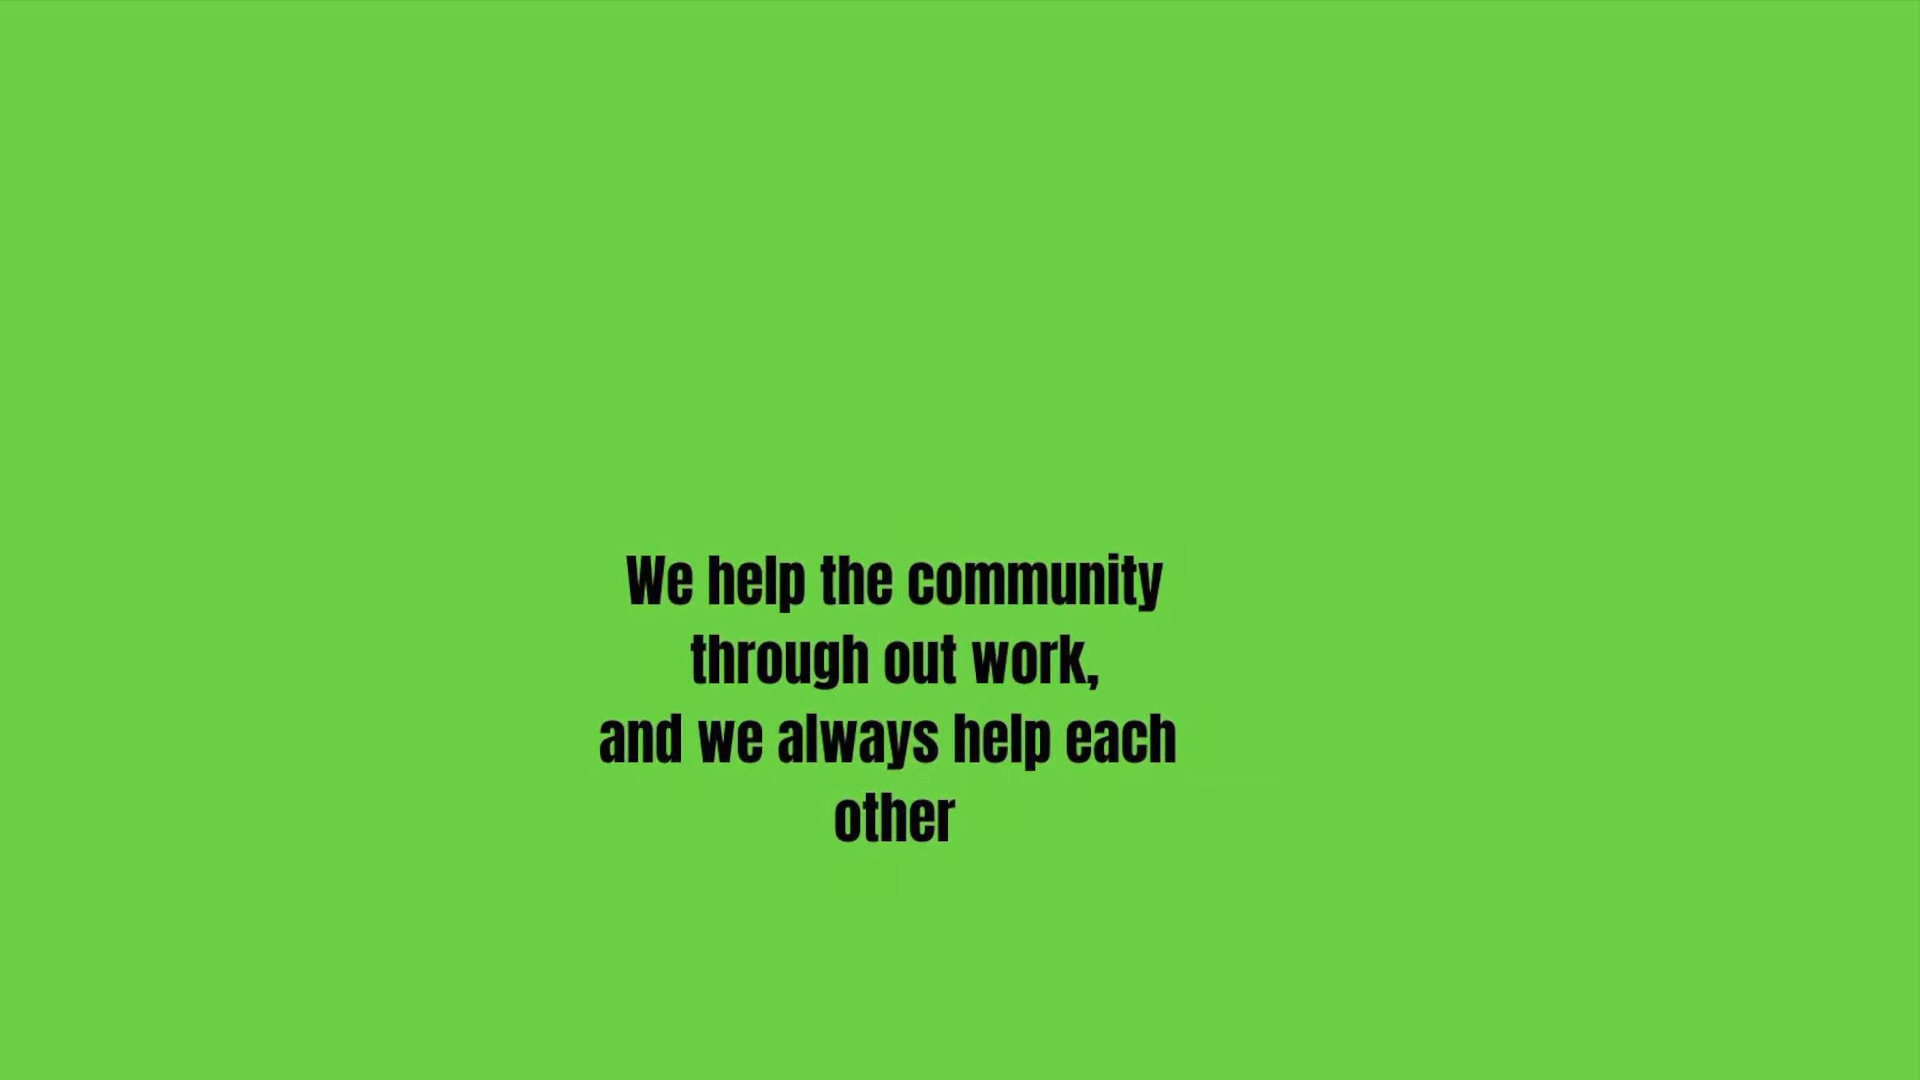 We help the community
through out work,
and we always help each
other